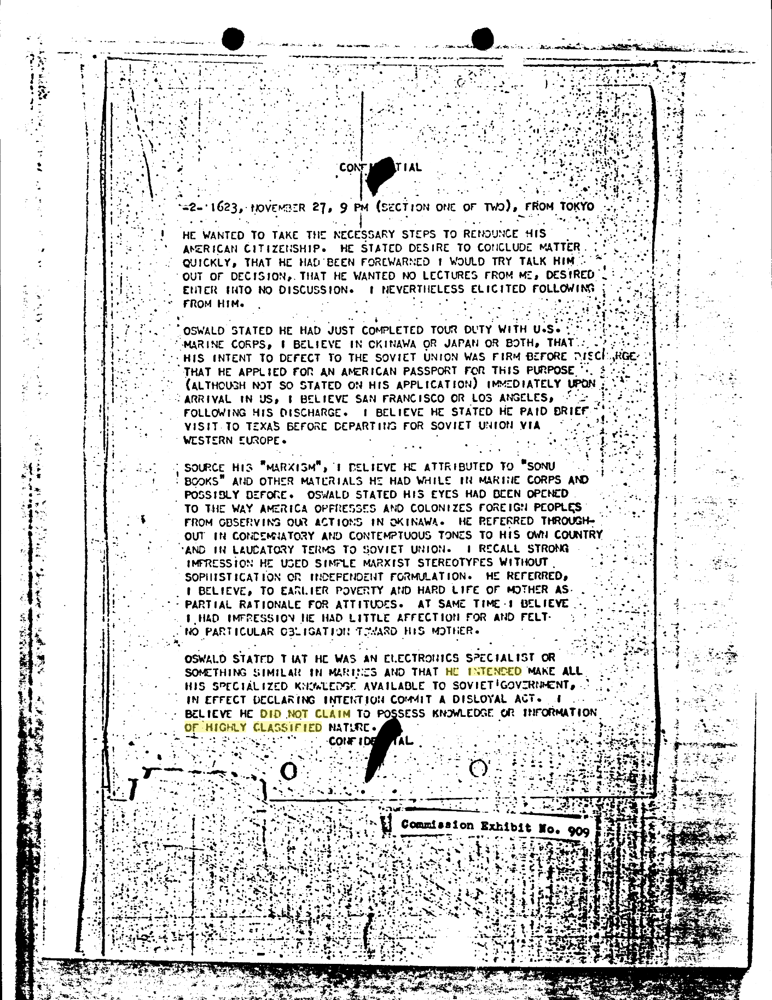 CONFIDENTIAL
-2- 1623, NOVEMBER 27, 9 PM (SECTION ONE OF TWO), FROM TOKYO
HE WANTED TO TAKE THE NECESSARY STEPS TO RENOUNCE HIS
AMERICAN CITIZENSHIP. HE STATED DESIRE TO CONCLUDE MATTER
QUICKLY, THAT HE HAD BEEN FOREWARNED I WOULD TRY TALK HIM
OUT OF DECISION, THAT HE WANTED NO LECTURES FROM ME, DESIRED
ENTER INTO NO DISCUSSION. I NEVERTHELESS ELICITED FOLLOWING
FROM HIM.
OSWALD STATED HE HAD JUST COMPLETED TOUR DUTY WITH U.S.
MARINE CORPS, I BELIEVE IN OKINAWA OR JAPAN OR BOTH, THAT
HIS INTENT TO DEFECT TO THE SOVIET UNION WAS FIRM BEFORE DISCHARGE
THAT HE APPLIED FOR AN AMERICAN PASSPORT FOR THIS PURPOSE
(ALTHOUGH NOT SO STATED ON HIS APPLICATION) IMMEDIATELY UPON
ARRIVAL IN US, I BELIEVE SAN FRANCISCO OR LOS ANGELES,
FOLLOWING HIS DISCHARGE. I BELIEVE HE STATED HE PAID BRIEF
VISIT TO TEXAS BEFORE DEPARTING FOR SOVIET UNION VIA
WESTERN EUROPE.
SOURCE HIS "MARXISM", I BELIEVE HE ATTRIBUTED TO "SONU
BOOKS" AND OTHER MATERIALS HE HAD WHILE IN MARINE CORPS AND
POSSIBLY BEFORE. OSWALD STATED HIS EYES HAD BEEN OPENED
TO THE WAY AMERICA OPPRESSES AND COLONIZES FOREIGN PEOPLES
FROM OBSERVING OUR ACTIONS IN OKINAWA. HE REFERRED THROUGH-
OUT IN CONDEMNATORY AND CONTEMPTUOUS TONES TO HIS OWN COUNTRY
AND IN LAUDATORY TERMS TO SOVIET UNION. I RECALL STRONG
IMPRESSION HE USED SIMPLE MARXIST STEREOTYPES WITHOUT
SOPHISTICATION OR INDEPENDENT FORMULATION. HE REFERRED,
I BELIEVE, TO EARLIER POVERTY AND HARD LIFE OF MOTHER AS
PARTIAL RATIONALE FOR ATTITUDES. AT SAME TIME I BELIEVE
I HAD IMPRESSION HE HAD LITTLE AFFECTION FOR AND FELT
NO PARTICULAR OBLIGATION TOWARD HIS MOTHER.
OSWALD STATED THAT HE WAS AN ELECTRONICS SPECIALIST OR
SOMETHING SIMILAR IN MARINES AND THAT HE INTENDED MAKE ALL
HIS SPECIALIZED KNOWLEDGE AVAILABLE TO SOVIET GOVERNMENT,
IN EFFECT DECLARING INTENTION COMMIT A DISLOYAL ACT. I
BELIEVE HE DID NOT CLAIM TO POSSESS KNOWLEDGE OR INFORMATION
OF HIGHLY CLASSIFIED NATURE.
CONFIDENTIAL
Commission Exhibit No. 909